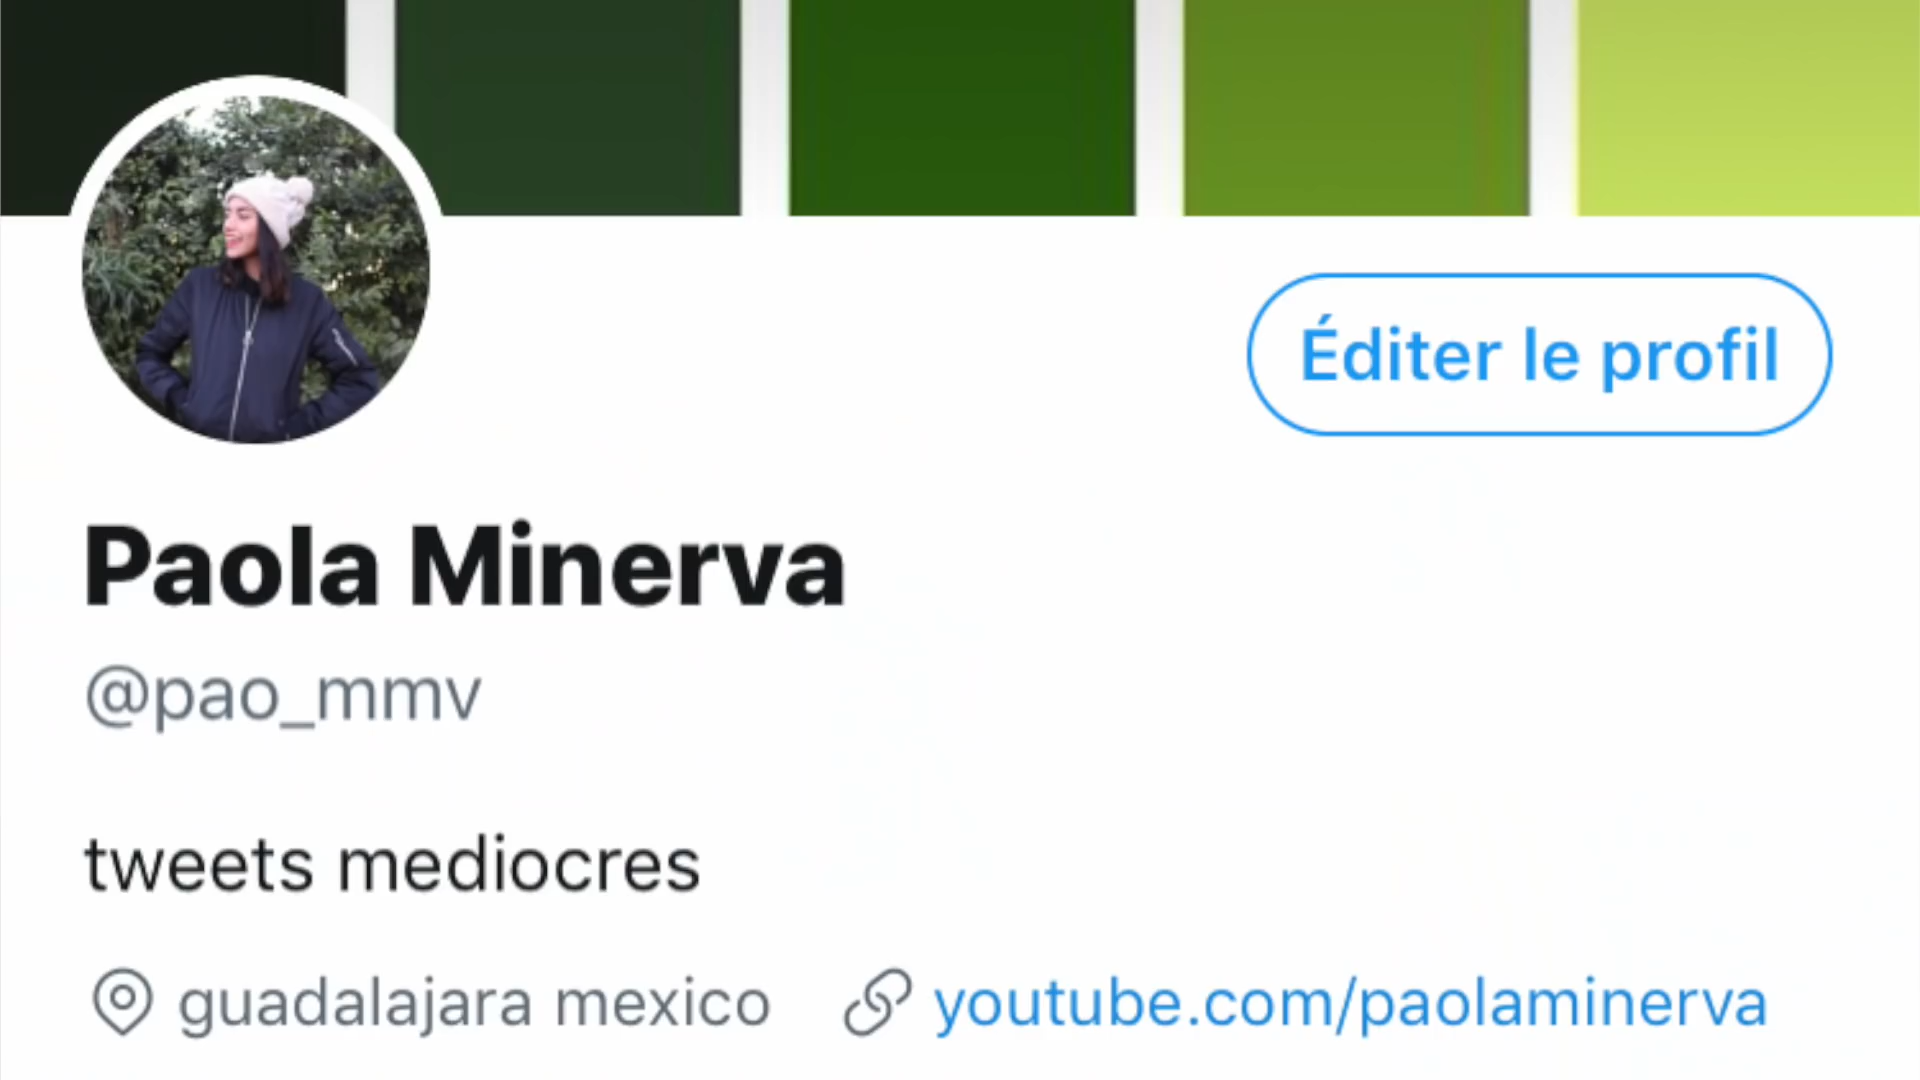 Éditer le profil
Paola Minerva
@pao_mmv
tweets mediocres
guadalajara mexico youtube.com/paolaminerva